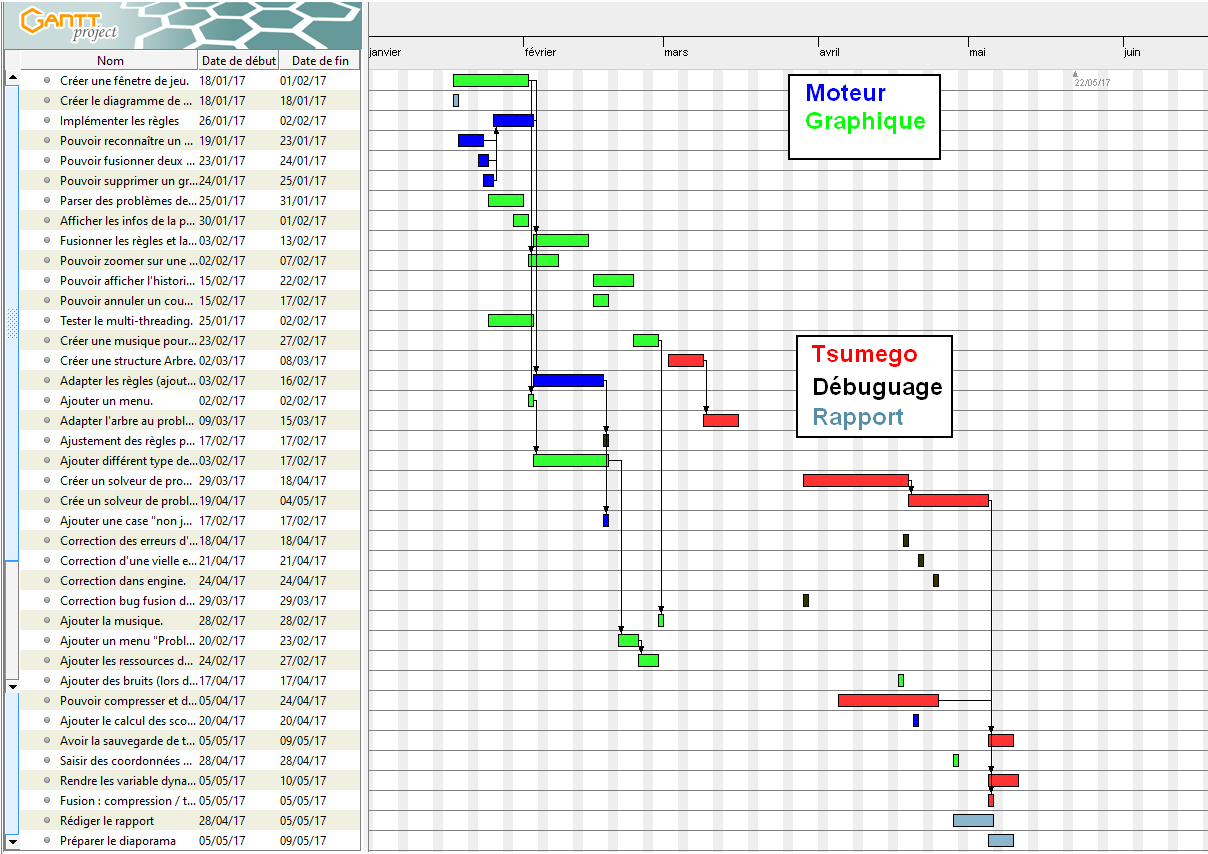 GANTT project
janvier février mars avril mai juin
Nom Date de début Date de fin
22/05/17
Créer une fênetre de jeu. 18/01/17 01/02/17
Créer le diagramme de ... 18/01/17 18/01/17
Implémenter les règles 26/01/17 02/02/17
Pouvoir reconnaître un ... 19/01/17 23/01/17
Pouvoir fusionner deux ... 23/01/17 24/01/17
Pouvoir supprimer un gr... 24/01/17 25/01/17
Parser des problèmes de... 25/01/17 31/01/17
Afficher les infos de la p... 30/01/17 01/02/17
Fusionner les règles et la... 03/02/17 13/02/17
Pouvoir zoomer sur une ... 02/02/17 07/02/17
Pouvoir afficher l'histori... 15/02/17 22/02/17
Pouvoir annuler un cou... 15/02/17 17/02/17
Tester le multi-threading. 25/01/17 02/02/17
Créer une musique pour... 23/02/17 27/02/17
Créer une structure Arbre. 02/03/17 08/03/17
Adapter les règles (ajout... 03/02/17 16/02/17
Ajouter un menu. 02/02/17 02/02/17
Adapter l'arbre au probl... 09/03/17 15/03/17
Ajustement des règles p... 17/02/17 17/02/17
Ajouter différent type de... 03/02/17 17/02/17
Créer un solveur de pro... 29/03/17 18/04/17
Crée un solveur de probl... 19/04/17 04/05/17
Ajouter une case "non j... 17/02/17 17/02/17
Correction des erreurs d'... 18/04/17 18/04/17
Correction d'une vielle e... 21/04/17 21/04/17
Correction dans engine. 24/04/17 24/04/17
Correction bug fusion d... 29/03/17 29/03/17
Ajouter la musique. 28/02/17 28/02/17
Ajouter un menu "Probl... 20/02/17 23/02/17
Ajouter les ressources d... 24/02/17 27/02/17
Ajouter des bruits (lors d... 17/04/17 17/04/17
Pouvoir compresser et d... 05/04/17 24/04/17
Ajouter le calcul des sco... 20/04/17 20/04/17
Avoir la sauvegarde de t... 05/05/17 09/05/17
Saisir des coordonnées ... 28/04/17 28/04/17
Rendre les variable dyna... 05/05/17 10/05/17
Fusion : compression / t... 05/05/17 05/05/17
Rédiger le rapport 28/04/17 05/05/17
Préparer le diaporama 05/05/17 09/05/17
Moteur
Graphique
Tsumego
Débuguage
Rapport